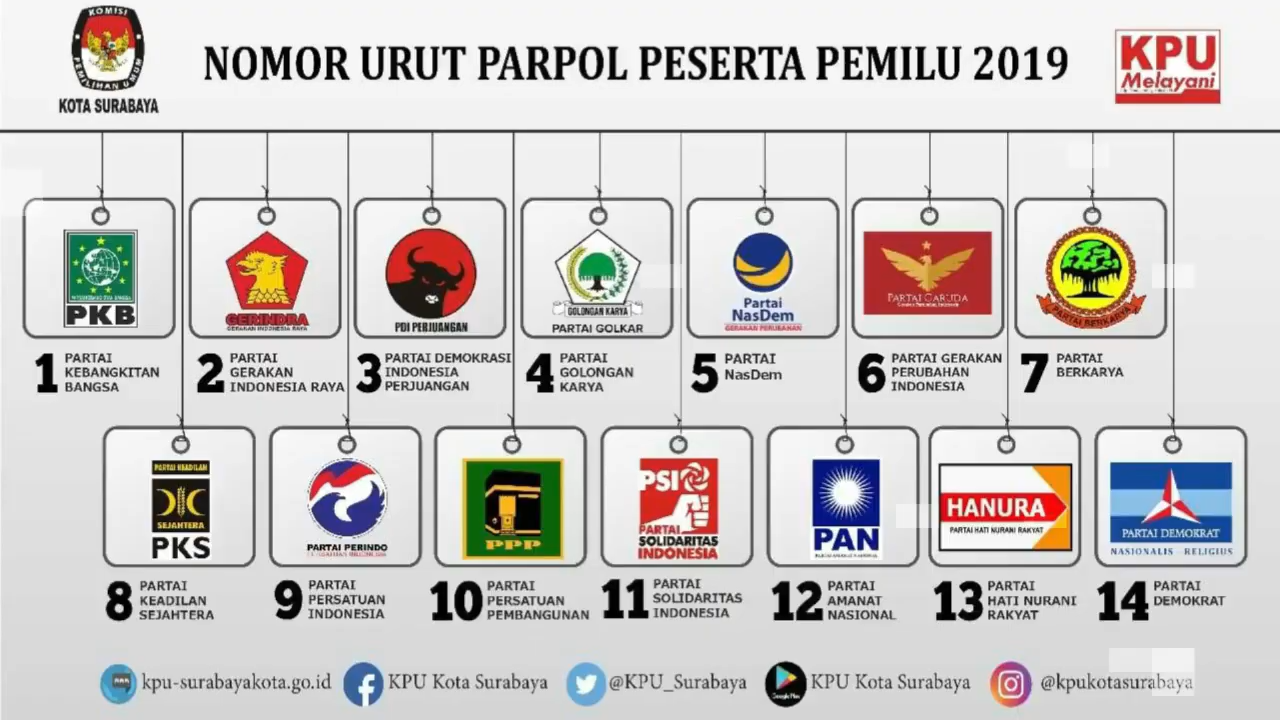 KOMISI
PEMILIHAN UMUM
KOTA SURABAYA
NOMOR URUT PARPOL PESERTA PEMILU 2019
KPU
Melayani
PKB
GERINDRA
GERAKAN INDONESIA RAYA
PDI PERJUANGAN
GOLONGAN KARYA
PARTAI GOLKAR
Partai
NasDem
GERAKAN PERUBAHAN
PARTAI GARUDA
PARTAI BERKARYA
1 PARTAI
KEBANGKITAN
BANGSA
2 PARTAI
GERAKAN
INDONESIA RAYA
3 PARTAI DEMOKRASI
INDONESIA
PERJUANGAN
4 PARTAI
GOLONGAN
KARYA
5 PARTAI
NasDem
6 PARTAI GERAKAN
PERUBAHAN
INDONESIA
7 PARTAI
BERKARYA
PARTAI KEADILAN
SEJAHTERA
PKS
PARTAI PERINDO
PPP
PSI
PARTAI
SOLIDARITAS
INDONESIA
PAN
HANURA
PARTAI HATI NURANI RAKYAT
PARTAI DEMOKRAT
NASIONALIS - RELIGIUS
8 PARTAI
KEADILAN
SEJAHTERA
9 PARTAI
PERSATUAN
INDONESIA
10 PARTAI
PERSATUAN
PEMBANGUNAN
11 PARTAI
SOLIDARITAS
INDONESIA
12 PARTAI
AMANAT
NASIONAL
13 PARTAI
HATI NURANI
RAKYAT
14 PARTAI
DEMOKRAT
kpu-surabayakota.go.id
KPU Kota Surabaya
@KPU_Surabaya
Google Play
KPU Kota Surabaya
@kpukotasurabaya